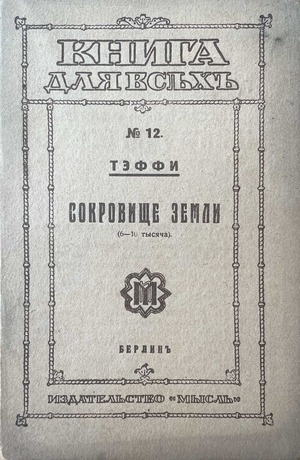 КНИГА
ДЛЯ ВСѢХЪ
№ 12.
ТЭФФИ
СОКРОВИЩЕ ЗЕМЛИ
(6—10 тысяча).
М
БЕРЛИНЪ
ИЗДАТЕЛЬСТВО «МЫСЛЬ»